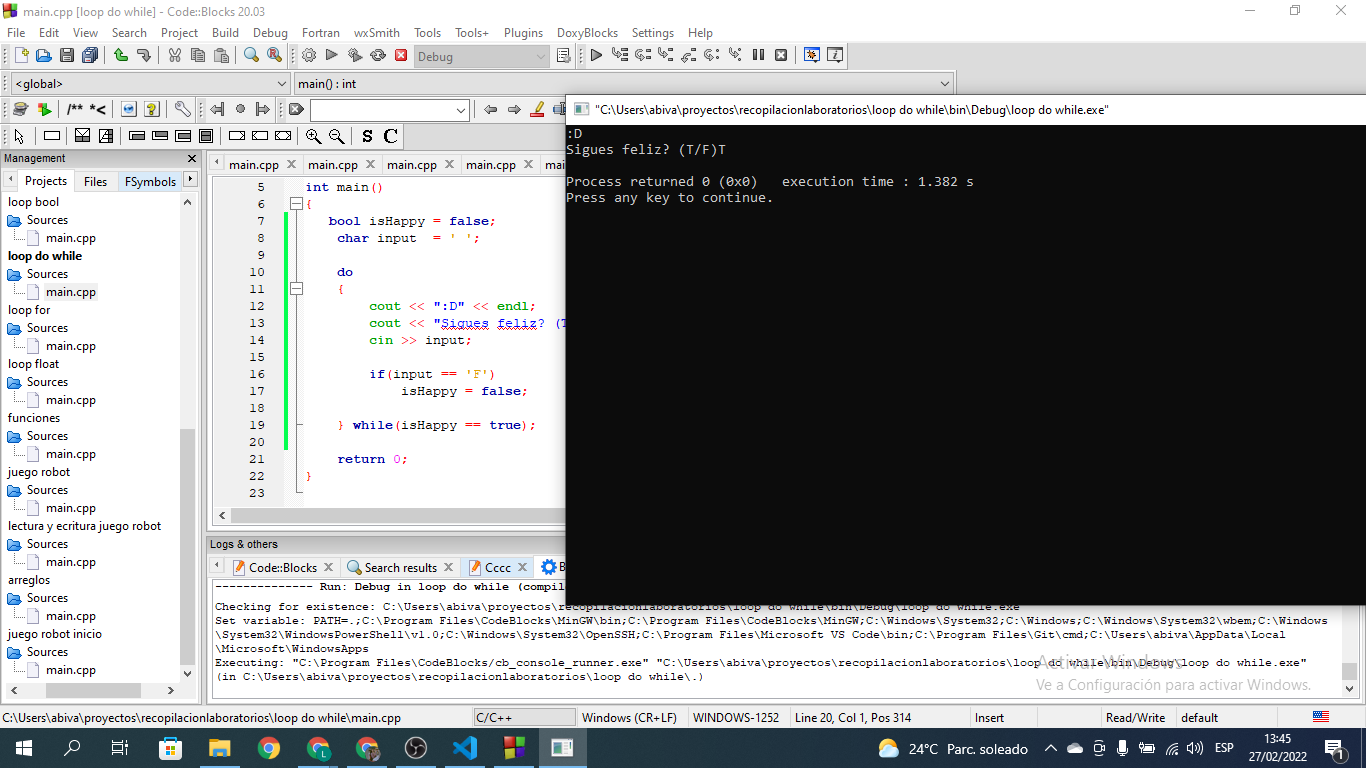 main.cpp [loop do while] - Code::Blocks 20.03
File Edit View Search Project Build Debug Fortran wxSmith Tools Tools+ Plugins DoxyBlocks Settings Help
Debug
<global> main() : int
/** *<
S C
Management
Projects Files FSymbols
loop bool
Sources
main.cpp
loop do while
Sources
main.cpp
loop for
Sources
main.cpp
loop float
Sources
main.cpp
funciones
Sources
main.cpp
juego robot
Sources
main.cpp
lectura y ecritura juego robot
Sources
main.cpp
arreglos
Sources
main.cpp
juego robot inicio
Sources
main.cpp
main.cpp main.cpp main.cpp main.cpp mai
5 int main()
6 {
7 bool isHappy = false;
8 char input  = ' ';
9
10 do
11 {
12 cout << ":D" << endl;
13 cout << "Sigues feliz? (T
14 cin >> input;
15
16 if(input == 'F')
17 isHappy = false;
18
19 } while(isHappy == true);
20
21 return 0;
22 }
23
"C:\Users\abiva\proyectos\recopilacionlaboratorios\loop do while\bin\Debug\loop do while.exe"
:D
Sigues feliz? (T/F)T
Process returned 0 (0x0)   execution time : 1.382 s
Press any key to continue.
Logs & others
Code::Blocks Search results Cccc B
-------------- Run: Debug in loop do while (compil
Checking for existence: C:\Users\abiva\proyectos\recopilacionlaboratorios\loop do while\bin\Debug\loop do while.exe
Set variable: PATH=.;C:\Program Files\CodeBlocks\MinGW\bin;C:\Program Files\CodeBlocks\MinGW;C:\Windows\System32;C:\Windows;C:\Windows\System32\wbem;C:\Windows
\System32\WindowsPowerShell\v1.0;C:\Windows\System32\OpenSSH;C:\Program Files\Microsoft VS Code\bin;C:\Program Files\Git\cmd;C:\Users\abiva\AppData\Local
\Microsoft\WindowsApps
Executing: "C:\Program Files\CodeBlocks/cb_console_runner.exe" "C:\Users\abiva\proyectos\recopilacionlaboratorios\loop do while\bin\Debug\loop do while.exe"
(in C:\Users\abiva\proyectos\recopilacionlaboratorios\loop do while\.)
Activar Windows
Ve a Configuración para activar Windows.
C:\Users\abiva\proyectos\recopilacionlaboratorios\loop do while\main.cpp C/C++ Windows (CR+LF) WINDOWS-1252 Line 20, Col 1, Pos 314 Insert Read/Write default
24°C Parc. soleado ESP 13:45
27/02/2022 1